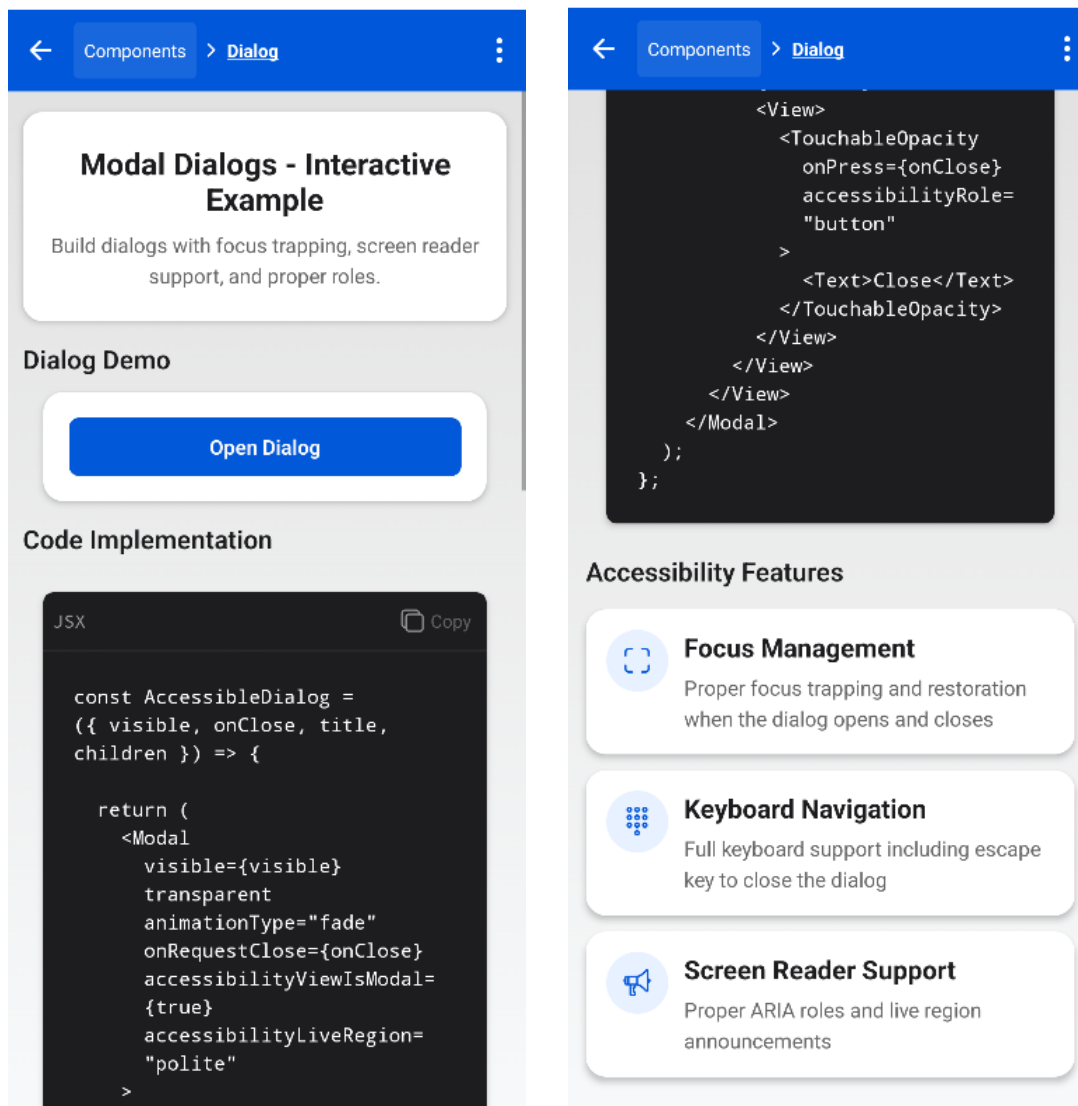 Components > Dialog
Modal Dialogs - Interactive
Example
Build dialogs with focus trapping, screen reader
support, and proper roles.
Dialog Demo
Open Dialog
Code Implementation
JSX
Copy
const AccessibleDialog =
({ visible, onClose, title,
children }) => {
return (
<Modal
visible={visible}
transparent
animationType="fade"
onRequestClose={onClose}
accessibilityViewIsModal=
{true}
accessibilityLiveRegion=
"polite"
>
Components > Dialog
<View>
<TouchableOpacity
onPress={onClose}
accessibilityRole=
"button"
>
<Text>Close</Text>
</TouchableOpacity>
</View>
</View>
</View>
</Modal>
);
};
Accessibility Features
Focus Management
Proper focus trapping and restoration
when the dialog opens and closes
Keyboard Navigation
Full keyboard support including escape
key to close the dialog
Screen Reader Support
Proper ARIA roles and live region
announcements